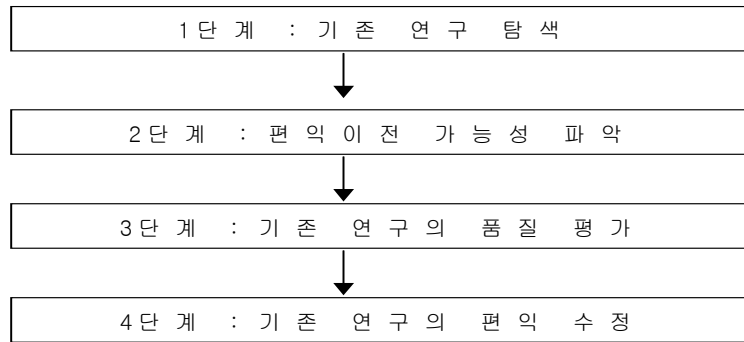 1단계 : 기존 연구 탐색
2단계 : 편익이전 가능성 파악
3단계 : 기존 연구의 품질 평가
4단계 : 기존 연구의 편익 수정